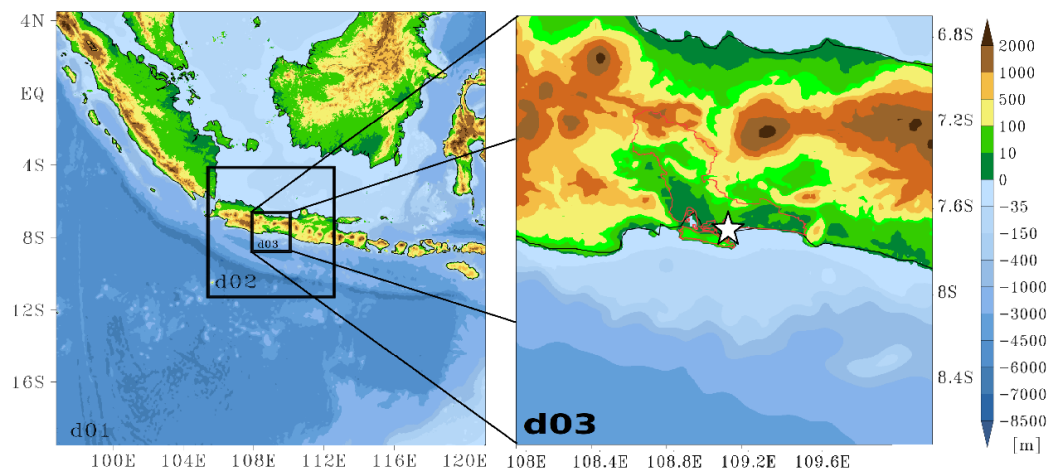 4N
EQ
4S
8S
12S
16S
100E 104E 108E 112E 116E 120E
d01
d02
d03
6.8S
7.2S
7.6S
8S
8.4S
108E 108.4E 108.8E 109.2E 109.6E
d03
2000
1000
500
100
10
0
-35
-150
-440
-1000
-3000
-4500
-6000
-7000
-8500
[m]